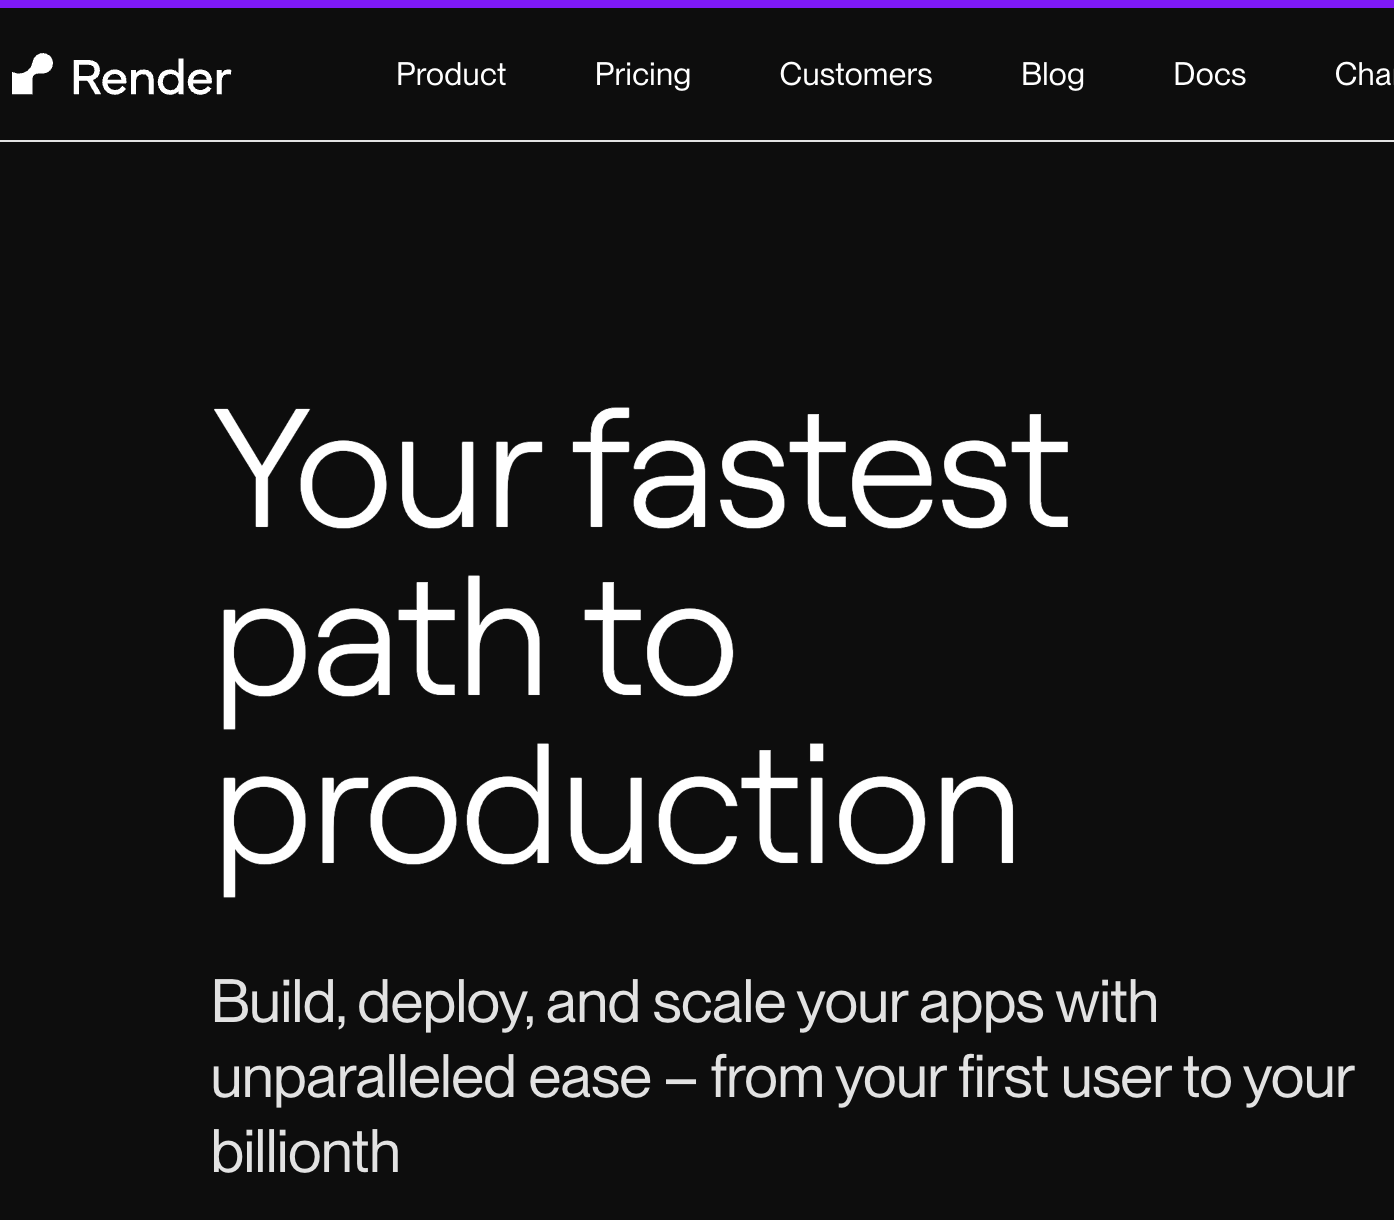 Render Product Pricing Customers Blog Docs
Your fastest
path to
production
Build, deploy, and scale your apps with
unparalleled ease – from your first user to your
billionth